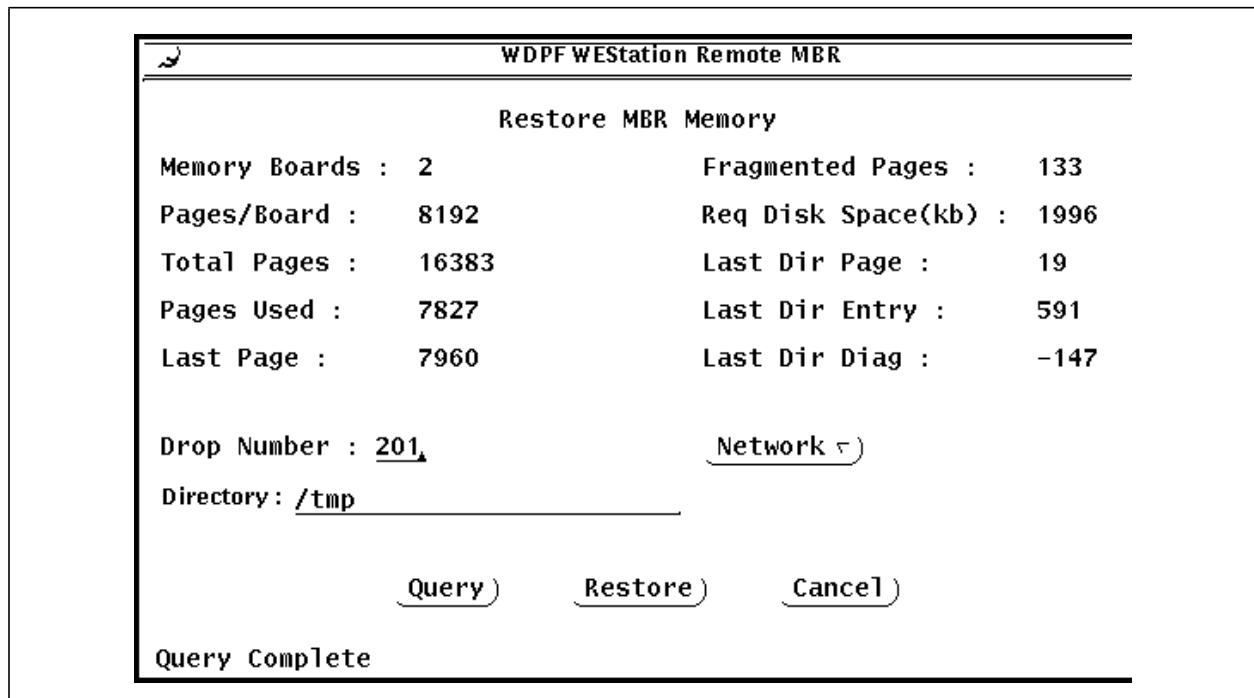 WDPF WEStation Remote MBR
Restore MBR Memory
Memory Boards : 2 Fragmented Pages : 133
Pages/Board : 8192 Req Disk Space(kb) : 1996
Total Pages : 16383 Last Dir Page : 19
Pages Used : 7827 Last Dir Entry : 591
Last Page : 7960 Last Dir Diag : -147
Drop Number : 201 Network
Directory : /tmp
Query Restore Cancel
Query Complete